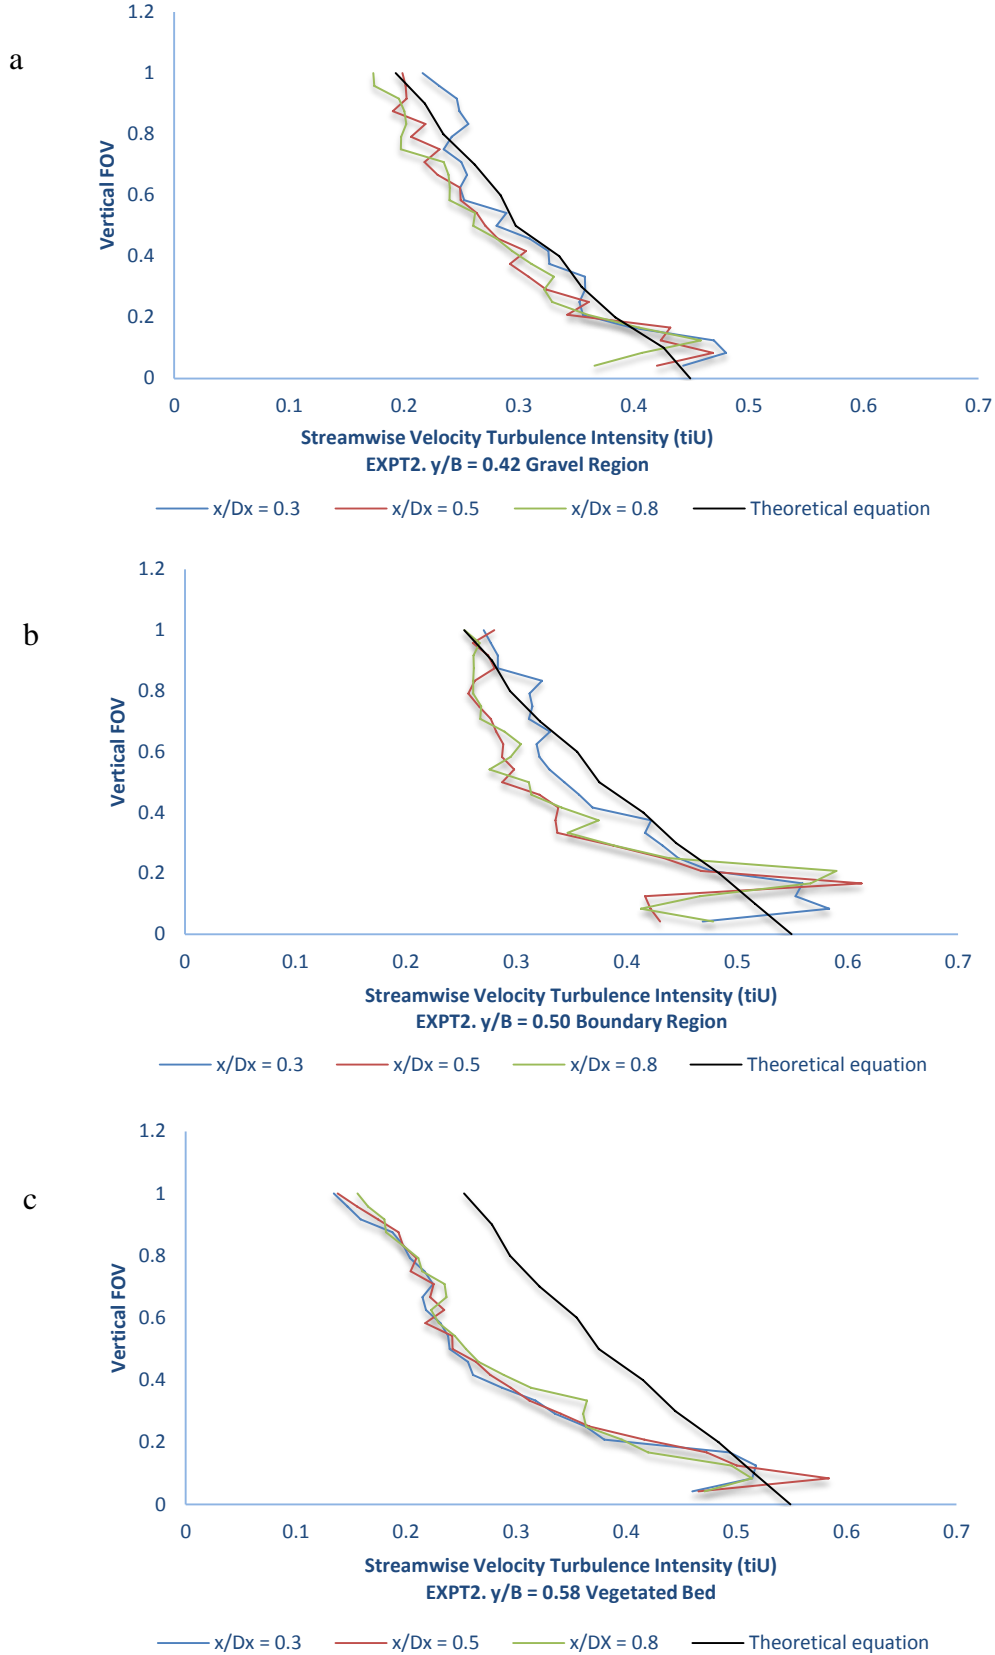 a
1.2
1
0.8
0.6
0.4
0.2
0
Vertical FOV
0 0.1 0.2 0.3 0.4 0.5 0.6 0.7
Streamwise Velocity Turbulence Intensity (tiU)
EXPT2. y/B = 0.42 Gravel Region
x/Dx = 0.3 x/Dx = 0.5 x/Dx = 0.8 Theoretical equation
b
1.2
1
0.8
0.6
0.4
0.2
0
Vertical FOV
0 0.1 0.2 0.3 0.4 0.5 0.6 0.7
Streamwise Velocity Turbulence Intensity (tiU)
EXPT2. y/B = 0.50 Boundary Region
x/Dx = 0.3 x/Dx = 0.5 x/Dx = 0.8 Theoretical equation
c
1.2
1
0.8
0.6
0.4
0.2
0
Vertical FOV
0 0.1 0.2 0.3 0.4 0.5 0.6 0.7
Streamwise Velocity Turbulence Intensity (tiU)
EXPT2. y/B = 0.58 Vegetated Bed
x/Dx = 0.3 x/Dx = 0.5 x/DX = 0.8 Theoretical equation